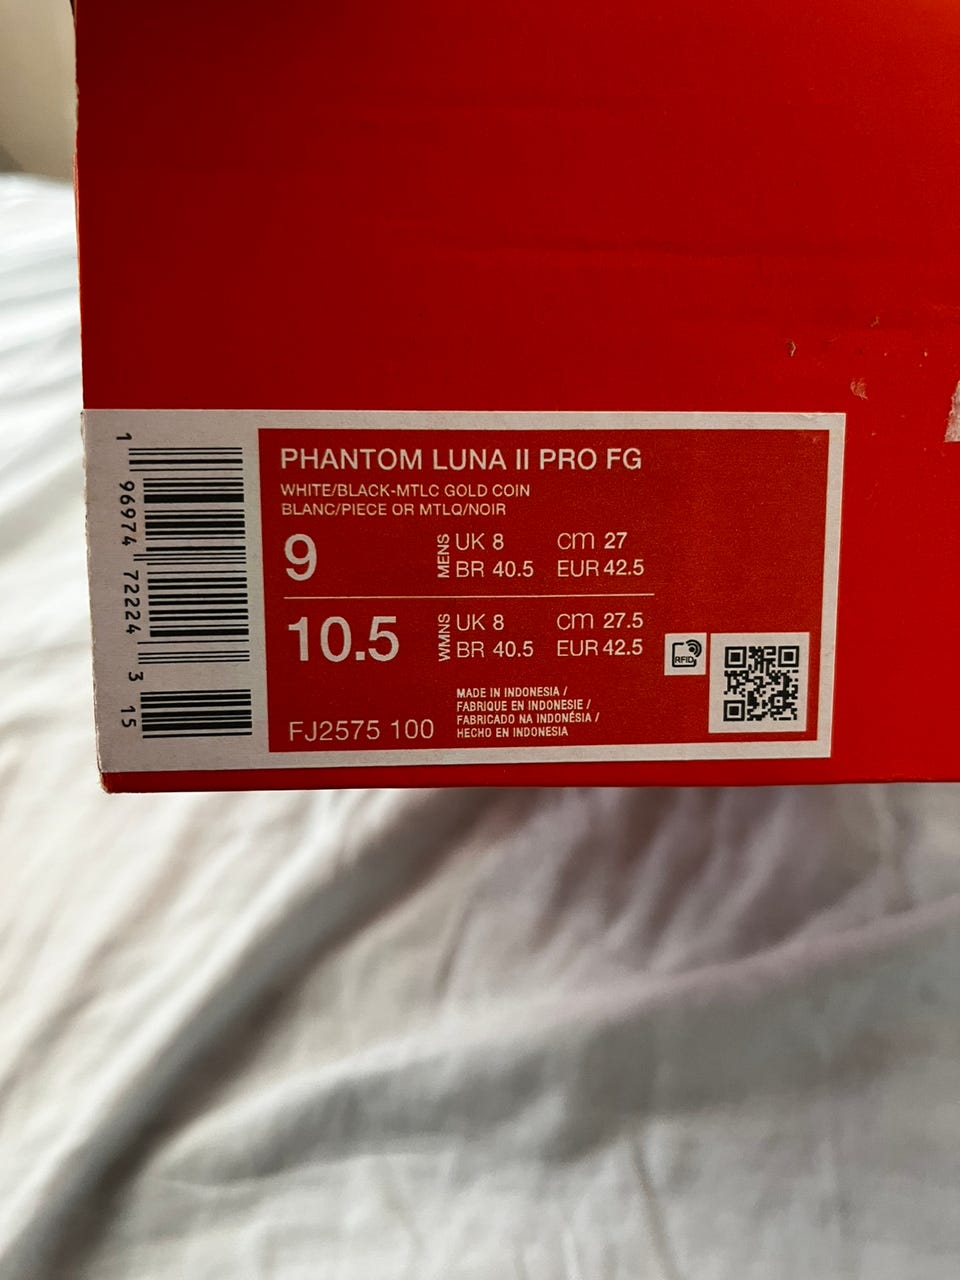 1 96974 72224 3 15
PHANTOM LUNA II PRO FG
WHITE/BLACK-MTLC GOLD COIN
BLANC/PIECE OR MTLQ/NOIR
9 MENS UK 8 cm 27
BR 40.5 EUR 42.5
10.5 WMNS UK 8 cm 27.5
BR 40.5 EUR 42.5
RFID
MADE IN INDONESIA /
FABRIQUE EN INDONESIE /
FABRICADO NA INDONÉSIA /
HECHO EN INDONESIA
FJ2575 100